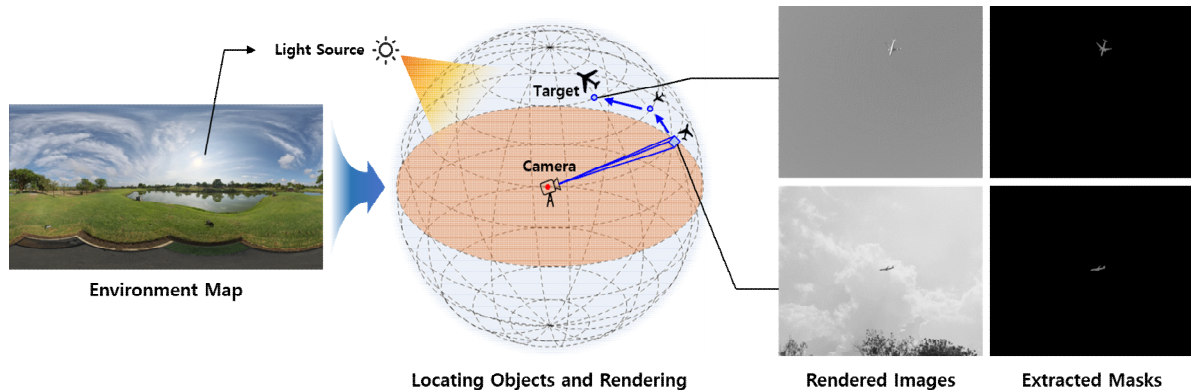 Light Source
Target
Camera
Environment Map
Locating Objects and Rendering
Rendered Images
Extracted Masks